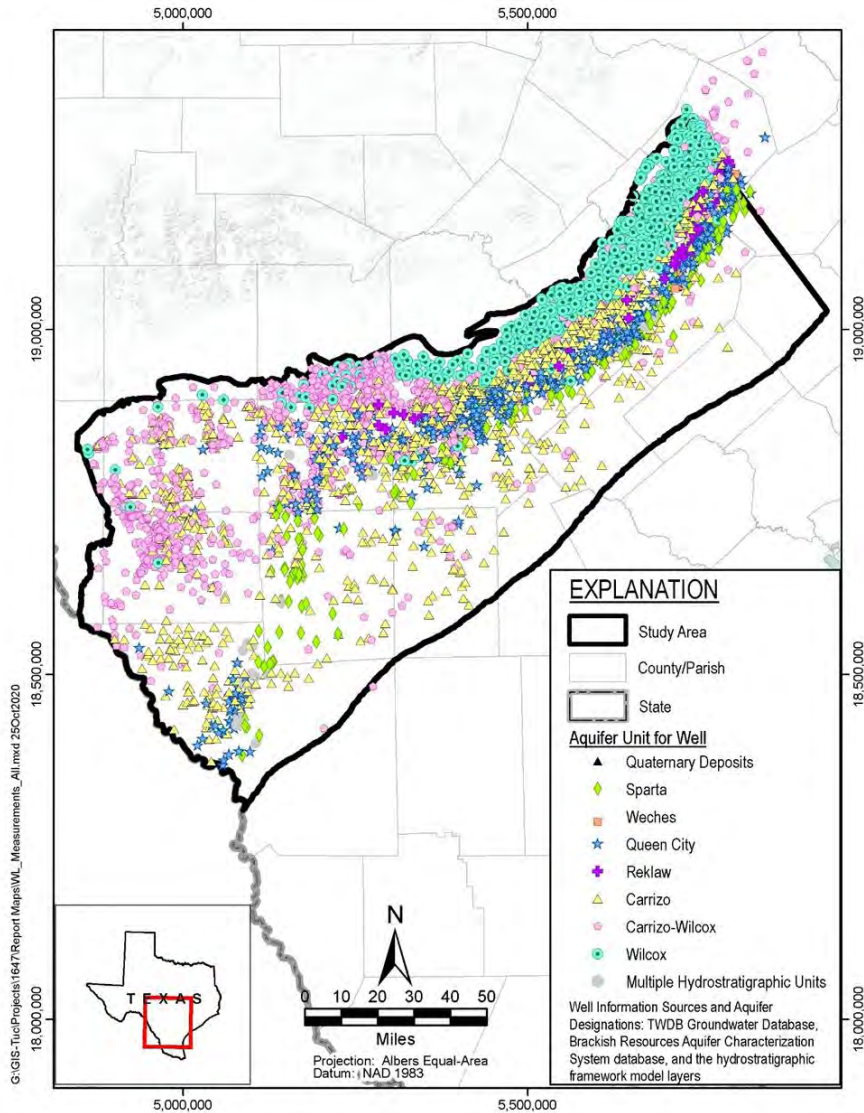 5,000,000
5,500,000
19,000,000
19,000,000
18,500,000
18,500,000
18,000,000
18,000,000
G:\GIS-Tuc\Projects\1647\Report Maps\WL_Measurements_All.mxd 25Oct2020
EXPLANATION
Study Area
County/Parish
State
Aquifer Unit for Well
Quaternary Deposits
Sparta
Weches
Queen City
Reklaw
Carrizo
Carrizo-Wilcox
Wilcox
Multiple Hydrostratigraphic Units
Well Information Sources and Aquifer
Designations: TWDB Groundwater Database,
Brackish Resources Aquifer Characterization
System database, and the hydrostratigraphic
framework model layers
TEXAS
N
0 10 20 30 40 50
Miles
Projection: Albers Equal-Area
Datum: NAD 1983
5,000,000
5,500,000